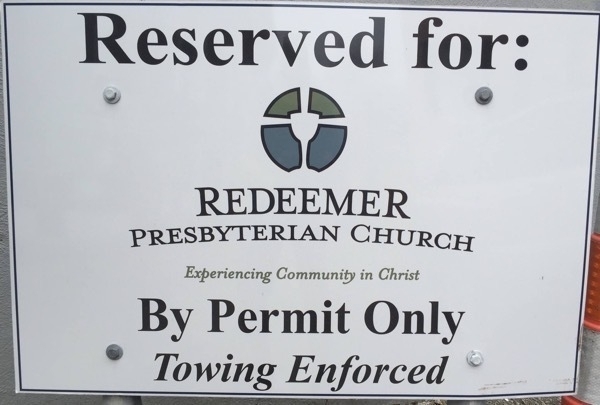 Reserved for:
REDEEMER
PRESBYTERIAN CHURCH
Experiencing Community in Christ
By Permit Only
Towing Enforced